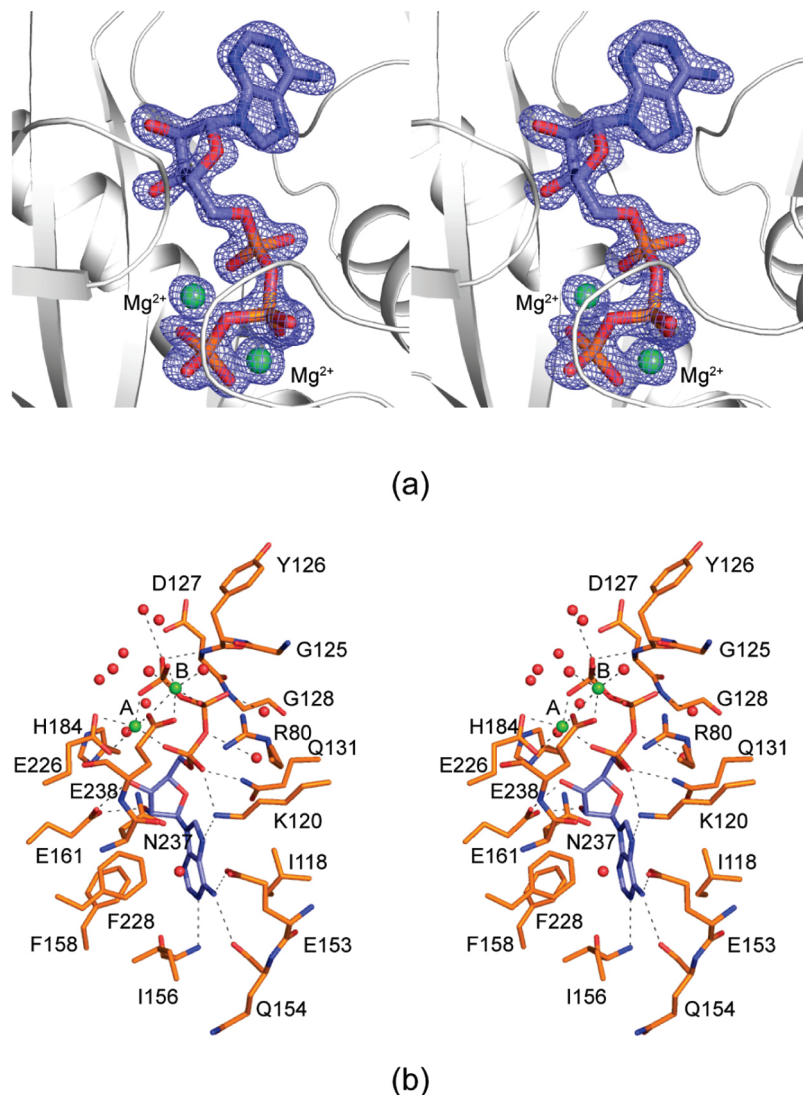 Mg2+ Mg2+
Mg2+ Mg2+
(a)
Y126 Y126
D127 D127
G125 G125
B B
A G128 A G128
H184 R80 H184 R80
E226 Q131 E226 Q131
E238 E238
K120 K120
E161 N237 I118 E161 N237 I118
F228 F228
F158 E153 F158 E153
I156 I156
Q154 Q154
(b)